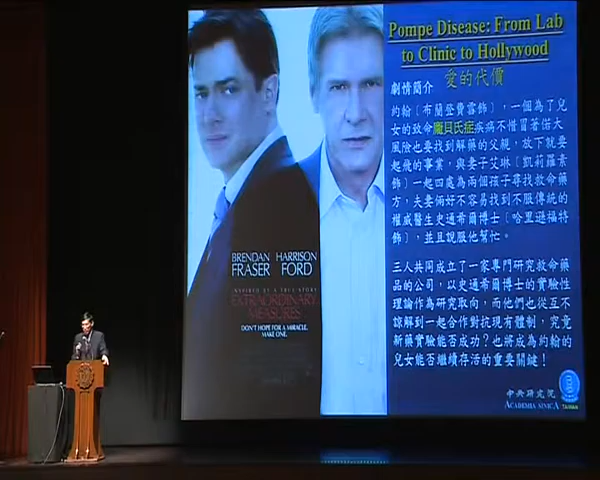 Pompe Disease: From Lab
to Clinic to Hollywood
愛的代價
劇情簡介
約翰﹝布蘭登費雪飾﹞，一個為了兒
女的致命龐貝氏症疾病不惜冒著偌大
風險也要找到解藥的父親，放下就要
起飛的事業，與妻子艾琳﹝凱莉羅素
飾﹞一起四處為兩個孩子尋找救命藥
方，夫妻倆好不容易找到不服傳統的
權威醫生史通希爾博士﹝哈里遜福特
飾﹞，並且說服他幫忙。
三人共同成立了一家專門研究救命藥
品的公司，以史通希爾博士的實驗性
理論作為研究取向，而他們也從互不
諒解到一起合作對抗現有體制，究竟
新藥實驗能否成功？也將成為約翰的
兒女能否繼續存活的重要關鍵！
BRENDAN HARRISON
FRASER FORD
INSPIRED BY A TRUE STORY
EXTRAORDINARY
MEASURES
DON'T HOPE FOR A MIRACLE.
MAKE ONE.
中央研究院
ACADEMIA SINICA